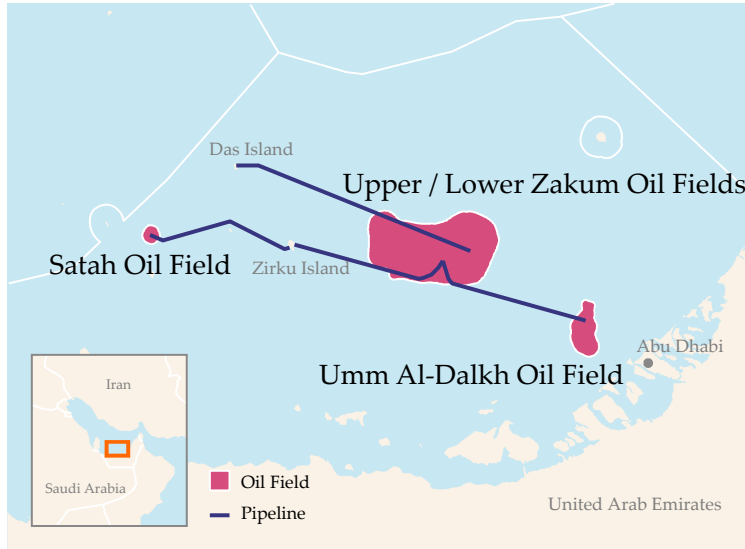 Das Island
Upper / Lower Zakum Oil Fields
Satah Oil Field
Zirku Island
Abu Dhabi
Umm Al-Dalkh Oil Field
Iran
Saudi Arabia
Oil Field
Pipeline
United Arab Emirates